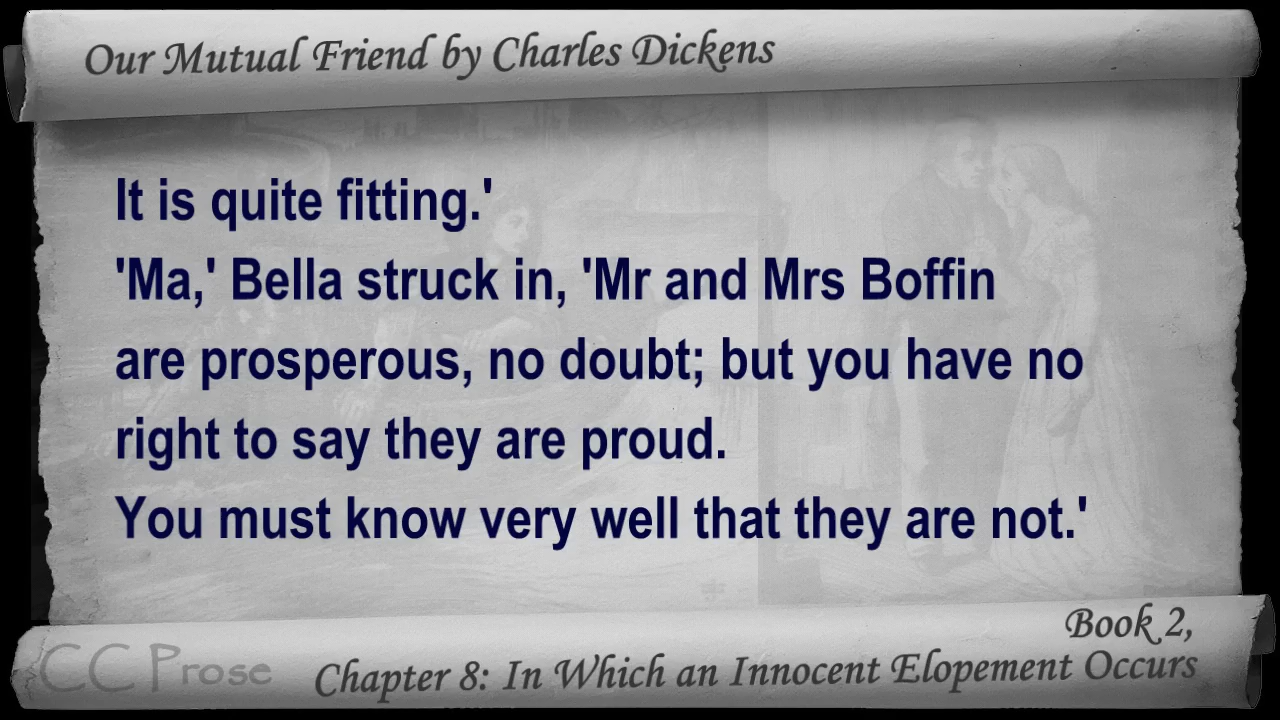 Our Mutual Friend by Charles Dickens
It is quite fitting.'
'Ma,' Bella struck in, 'Mr and Mrs Boffin
are prosperous, no doubt; but you have no
right to say they are proud.
You must know very well that they are not.'
Book 2,
CC Prose
Chapter 8: In Which an Innocent Elopement Occurs